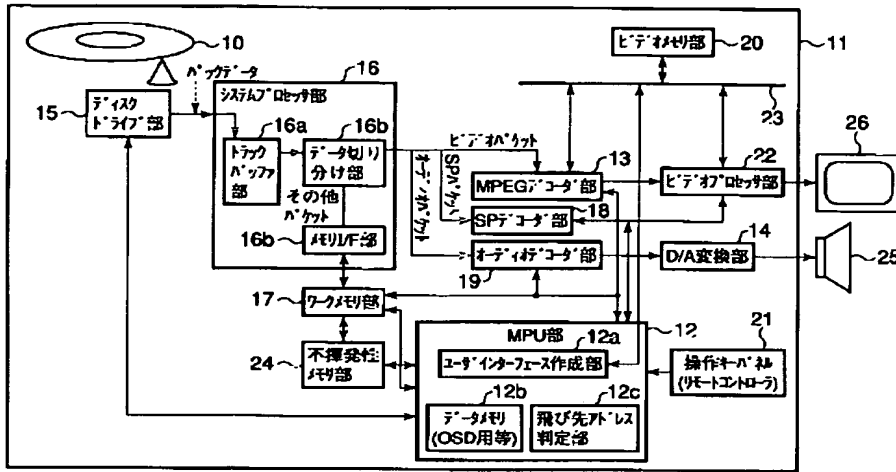 10
パックデータ
15
ディスク
ドライブ部
16
システムプロセッサ部
16a
トラック
バッファ
部
16b
データ切り
分け部
その他
パケット
16b
メモリI/F部
17
ワークメモリ部
24
不揮発性
メモリ部
ビデオパケット
SPパケット
オーディオパケット
13
MPEGデコーダ部
18
SPデコーダ部
19
オーディオデコーダ部
20
ビデオメモリ部
11
23
22
ビデオプロセッサ部
26
14
D/A変換部
25
12
MPU部
12a
ユーザインターフェース作成部
12b
データメモリ
(OSD用等)
12c
飛び先アドレス
判定部
21
操作キーパネル
(リモートコントローラ)